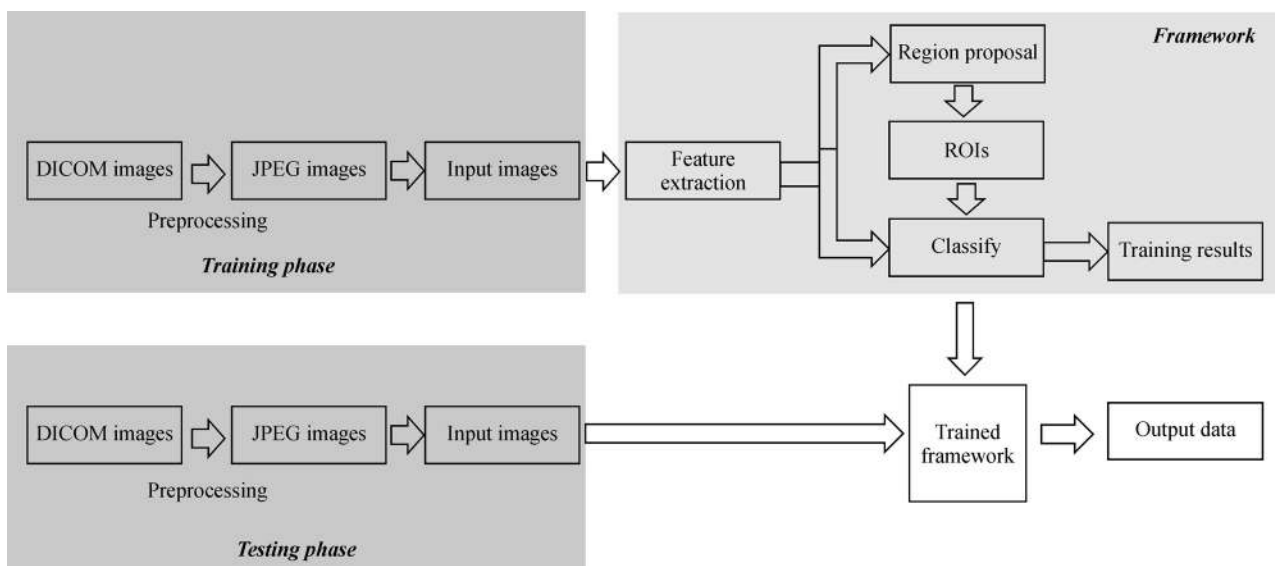 Framework
Region proposal
ROIs
DICOM images
JPEG images
Input images
Feature
extraction
Preprocessing
Classify
Training results
Training phase
DICOM images
JPEG images
Input images
Trained
framework
Output data
Preprocessing
Testing phase